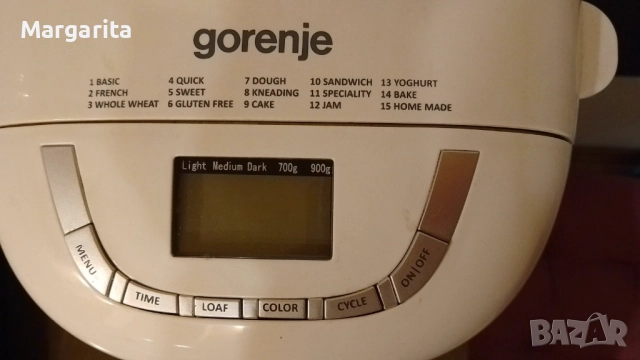 Margarita
gorenje
1 BASIC 4 QUICK 7 DOUGH 10 SANDWICH 13 YOGHURT
2 FRENCH 5 SWEET 8 KNEADING 11 SPECIALITY 14 BAKE
3 WHOLE WHEAT 6 GLUTEN FREE 9 CAKE 12 JAM 15 HOME MADE
Light Medium Dark 700g 900g
MENU TIME LOAF COLOR CYCLE ON/OFF
BAZAR.BG